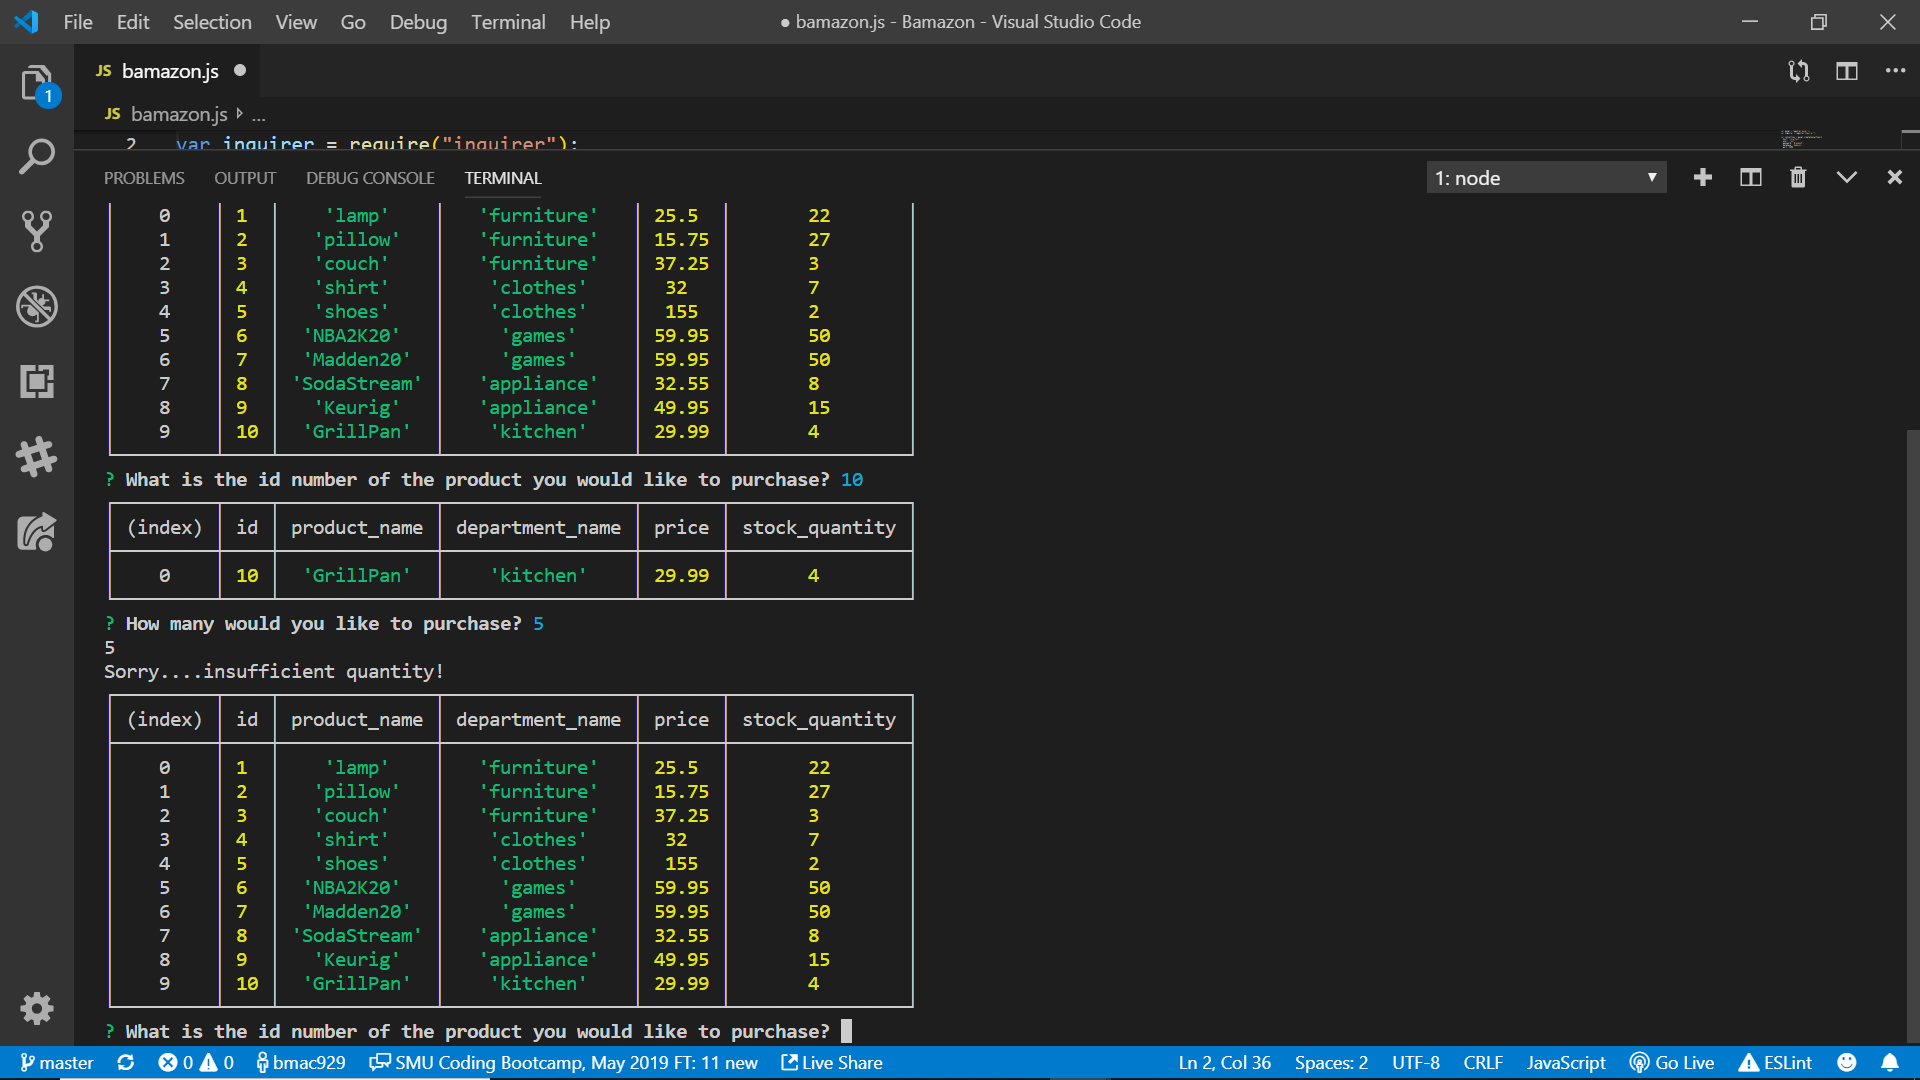 File Edit Selection View Go Debug Terminal Help ● bamazon.js - Bamazon - Visual Studio Code
JS bamazon.js ●
1
JS bamazon.js ...
2 var inquirer = require("inquirer");
PROBLEMS OUTPUT DEBUG CONSOLE TERMINAL 1: node
0 1 'lamp' 'furniture' 25.5 22
1 2 'pillow' 'furniture' 15.75 27
2 3 'couch' 'furniture' 37.25 3
3 4 'shirt' 'clothes' 32 7
4 5 'shoes' 'clothes' 155 2
5 6 'NBA2K20' 'games' 59.95 50
6 7 'Madden20' 'games' 59.95 50
7 8 'SodaStream' 'appliance' 32.55 8
8 9 'Keurig' 'appliance' 49.95 15
9 10 'GrillPan' 'kitchen' 29.99 4
? What is the id number of the product you would like to purchase? 10
(index) id product_name department_name price stock_quantity
0 10 'GrillPan' 'kitchen' 29.99 4
? How many would you like to purchase? 5
5
Sorry....insufficient quantity!
(index) id product_name department_name price stock_quantity
0 1 'lamp' 'furniture' 25.5 22
1 2 'pillow' 'furniture' 15.75 27
2 3 'couch' 'furniture' 37.25 3
3 4 'shirt' 'clothes' 32 7
4 5 'shoes' 'clothes' 155 2
5 6 'NBA2K20' 'games' 59.95 50
6 7 'Madden20' 'games' 59.95 50
7 8 'SodaStream' 'appliance' 32.55 8
8 9 'Keurig' 'appliance' 49.95 15
9 10 'GrillPan' 'kitchen' 29.99 4
? What is the id number of the product you would like to purchase?
master 0 0 bmac929 SMU Coding Bootcamp, May 2019 FT: 11 new Live Share Ln 2, Col 36 Spaces: 2 UTF-8 CRLF JavaScript Go Live ESLint